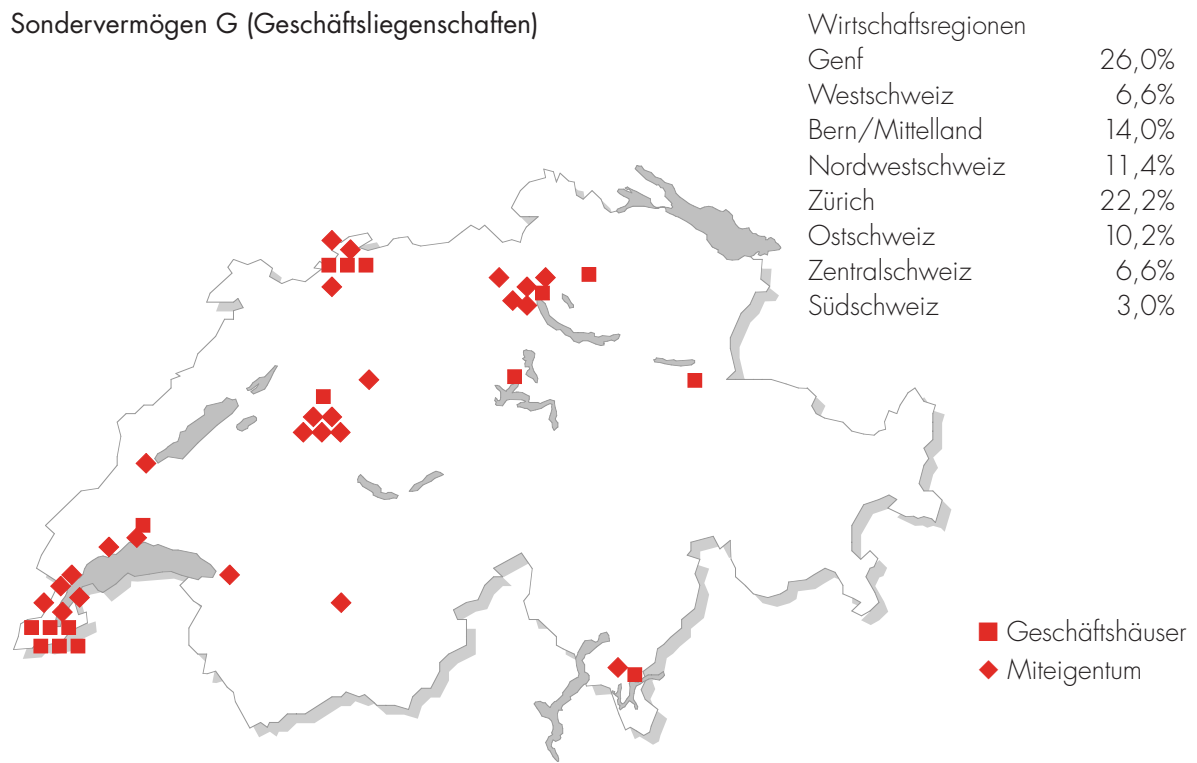 Sondervermögen G (Geschäftsliegenschaften)
Wirtschaftsregionen
Genf 26,0%
Westschweiz 6,6%
Bern/Mittelland 14,0%
Nordwestschweiz 11,4%
Zürich 22,2%
Ostschweiz 10,2%
Zentralschweiz 6,6%
Südschweiz 3,0%
Geschäftshäuser
Miteigentum